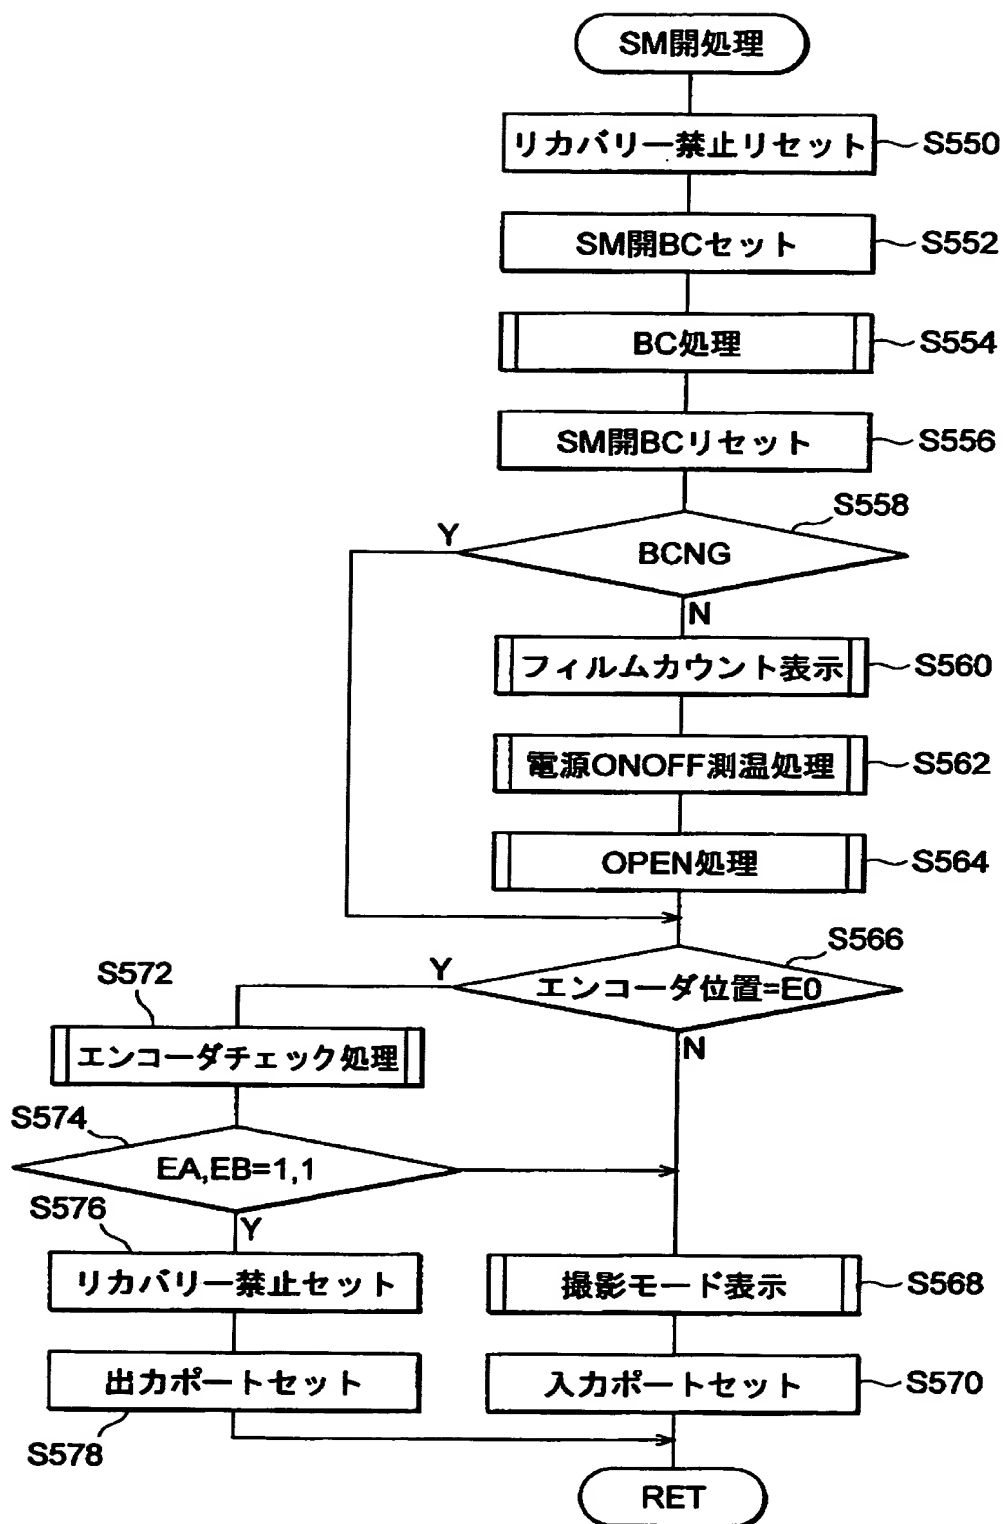 SM開処理
リカバリー禁止リセット
S550
SM開BCセット
S552
BC処理
S554
SM開BCリセット
S556
S558
Y
BCNG
N
フィルムカウント表示
S560
電源ONOFF測温処理
S562
OPEN処理
S564
S566
Y
エンコーダ位置=E0
N
S572
エンコーダチェック処理
S574
EA,EB=1,1
Y
S576
リカバリー禁止セット
撮影モード表示
S568
出力ポートセット
S578
入力ポートセット
S570
RET